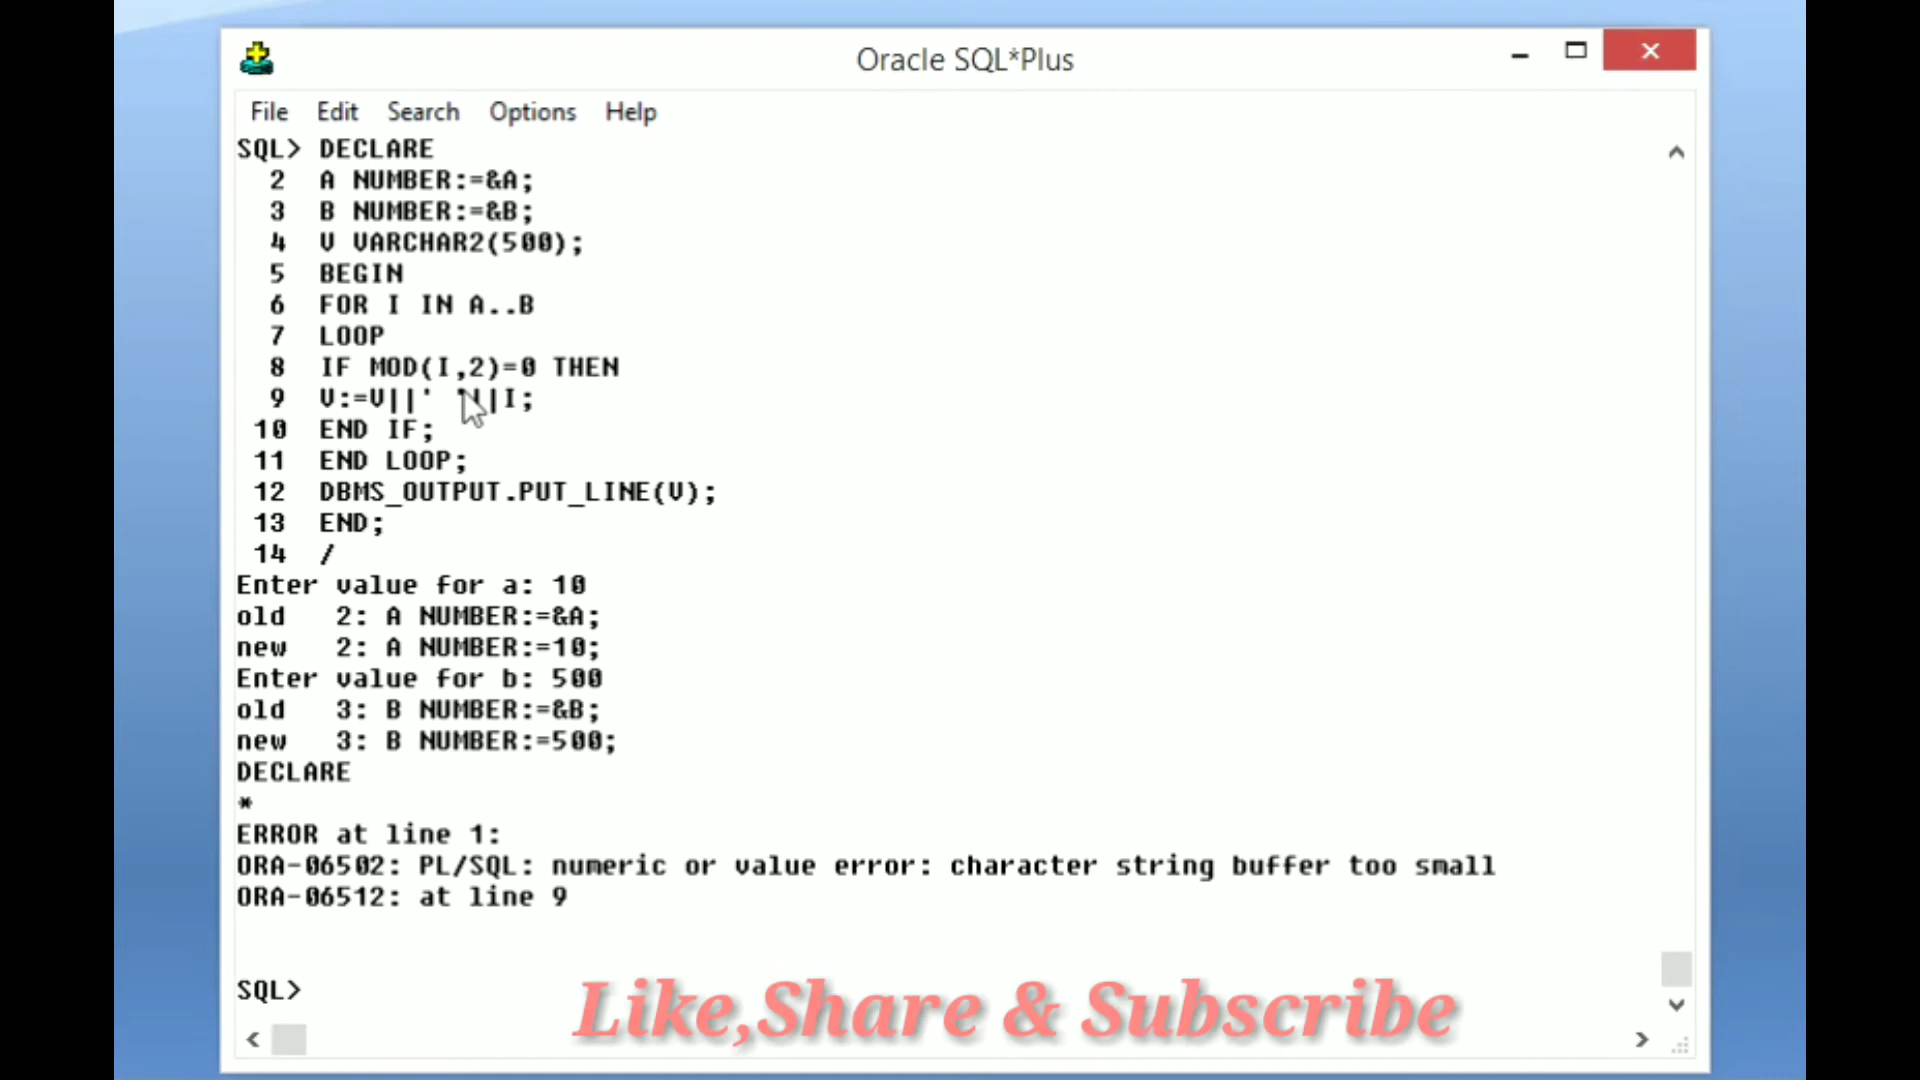 Oracle SQL*Plus
File Edit Search Options Help
SQL> DECLARE
2 A NUMBER:=&A;
3 B NUMBER:=&B;
4 V VARCHAR2(500);
5 BEGIN
6 FOR I IN A..B
7 LOOP
8 IF MOD(I,2)=0 THEN
9 V:=V||' '||I;
10 END IF;
11 END LOOP;
12 DBMS_OUTPUT.PUT_LINE(V);
13 END;
14 /
Enter value for a: 10
old 2: A NUMBER:=&A;
new 2: A NUMBER:=10;
Enter value for b: 500
old 3: B NUMBER:=&B;
new 3: B NUMBER:=500;
DECLARE
*
ERROR at line 1:
ORA-06502: PL/SQL: numeric or value error: character string buffer too small
ORA-06512: at line 9
SQL>
Like,Share & Subscribe